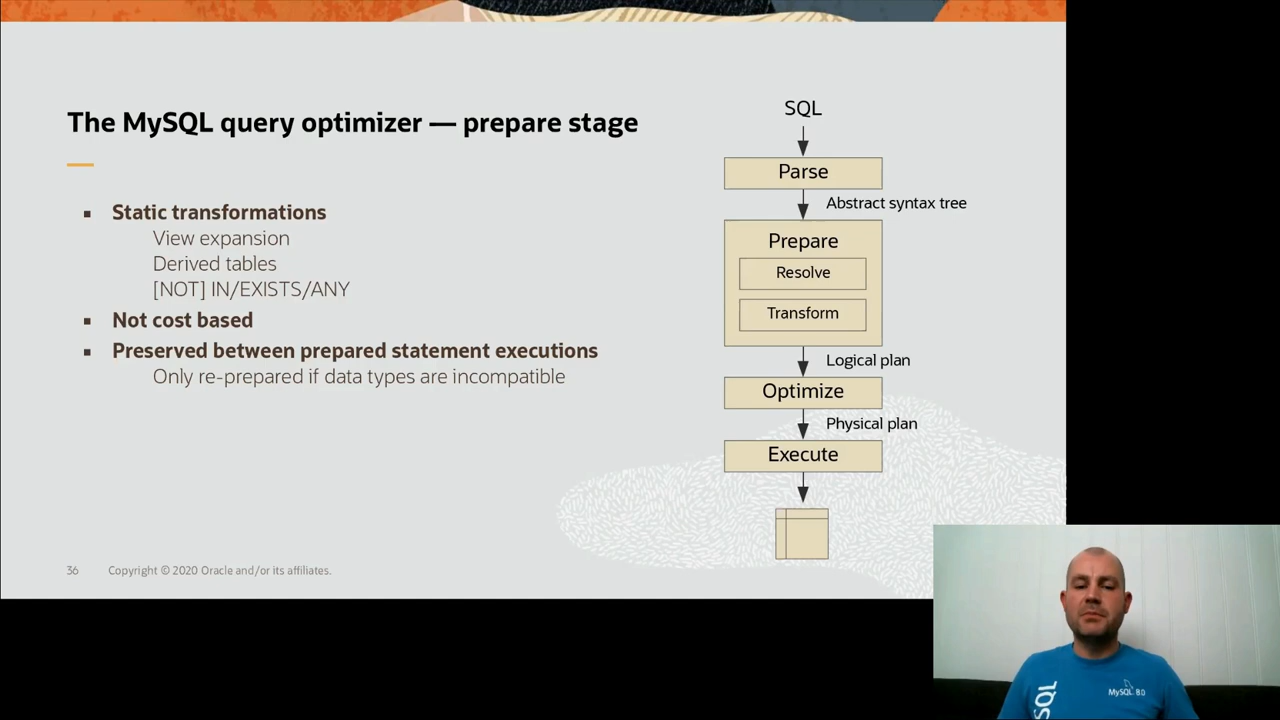 The MySQL query optimizer — prepare stage
Static transformations
View expansion
Derived tables
[NOT] IN/EXISTS/ANY
Not cost based
Preserved between prepared statement executions
Only re-prepared if data types are incompatible
SQL
Parse
Abstract syntax tree
Prepare
Resolve
Transform
Logical plan
Optimize
Physical plan
Execute
36 Copyright © 2020 Oracle and/or its affiliates.
SQL
MySQL 8.0